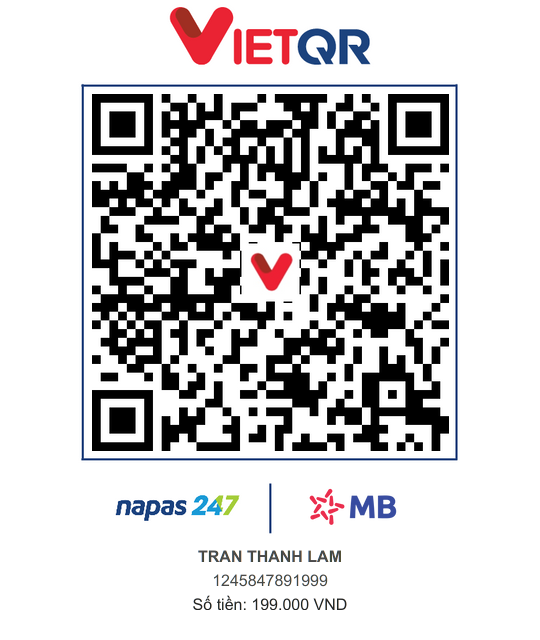 VIETQR
napas 247
MB
TRAN THANH LAM
1245847891999
Số tiền: 199.000 VND